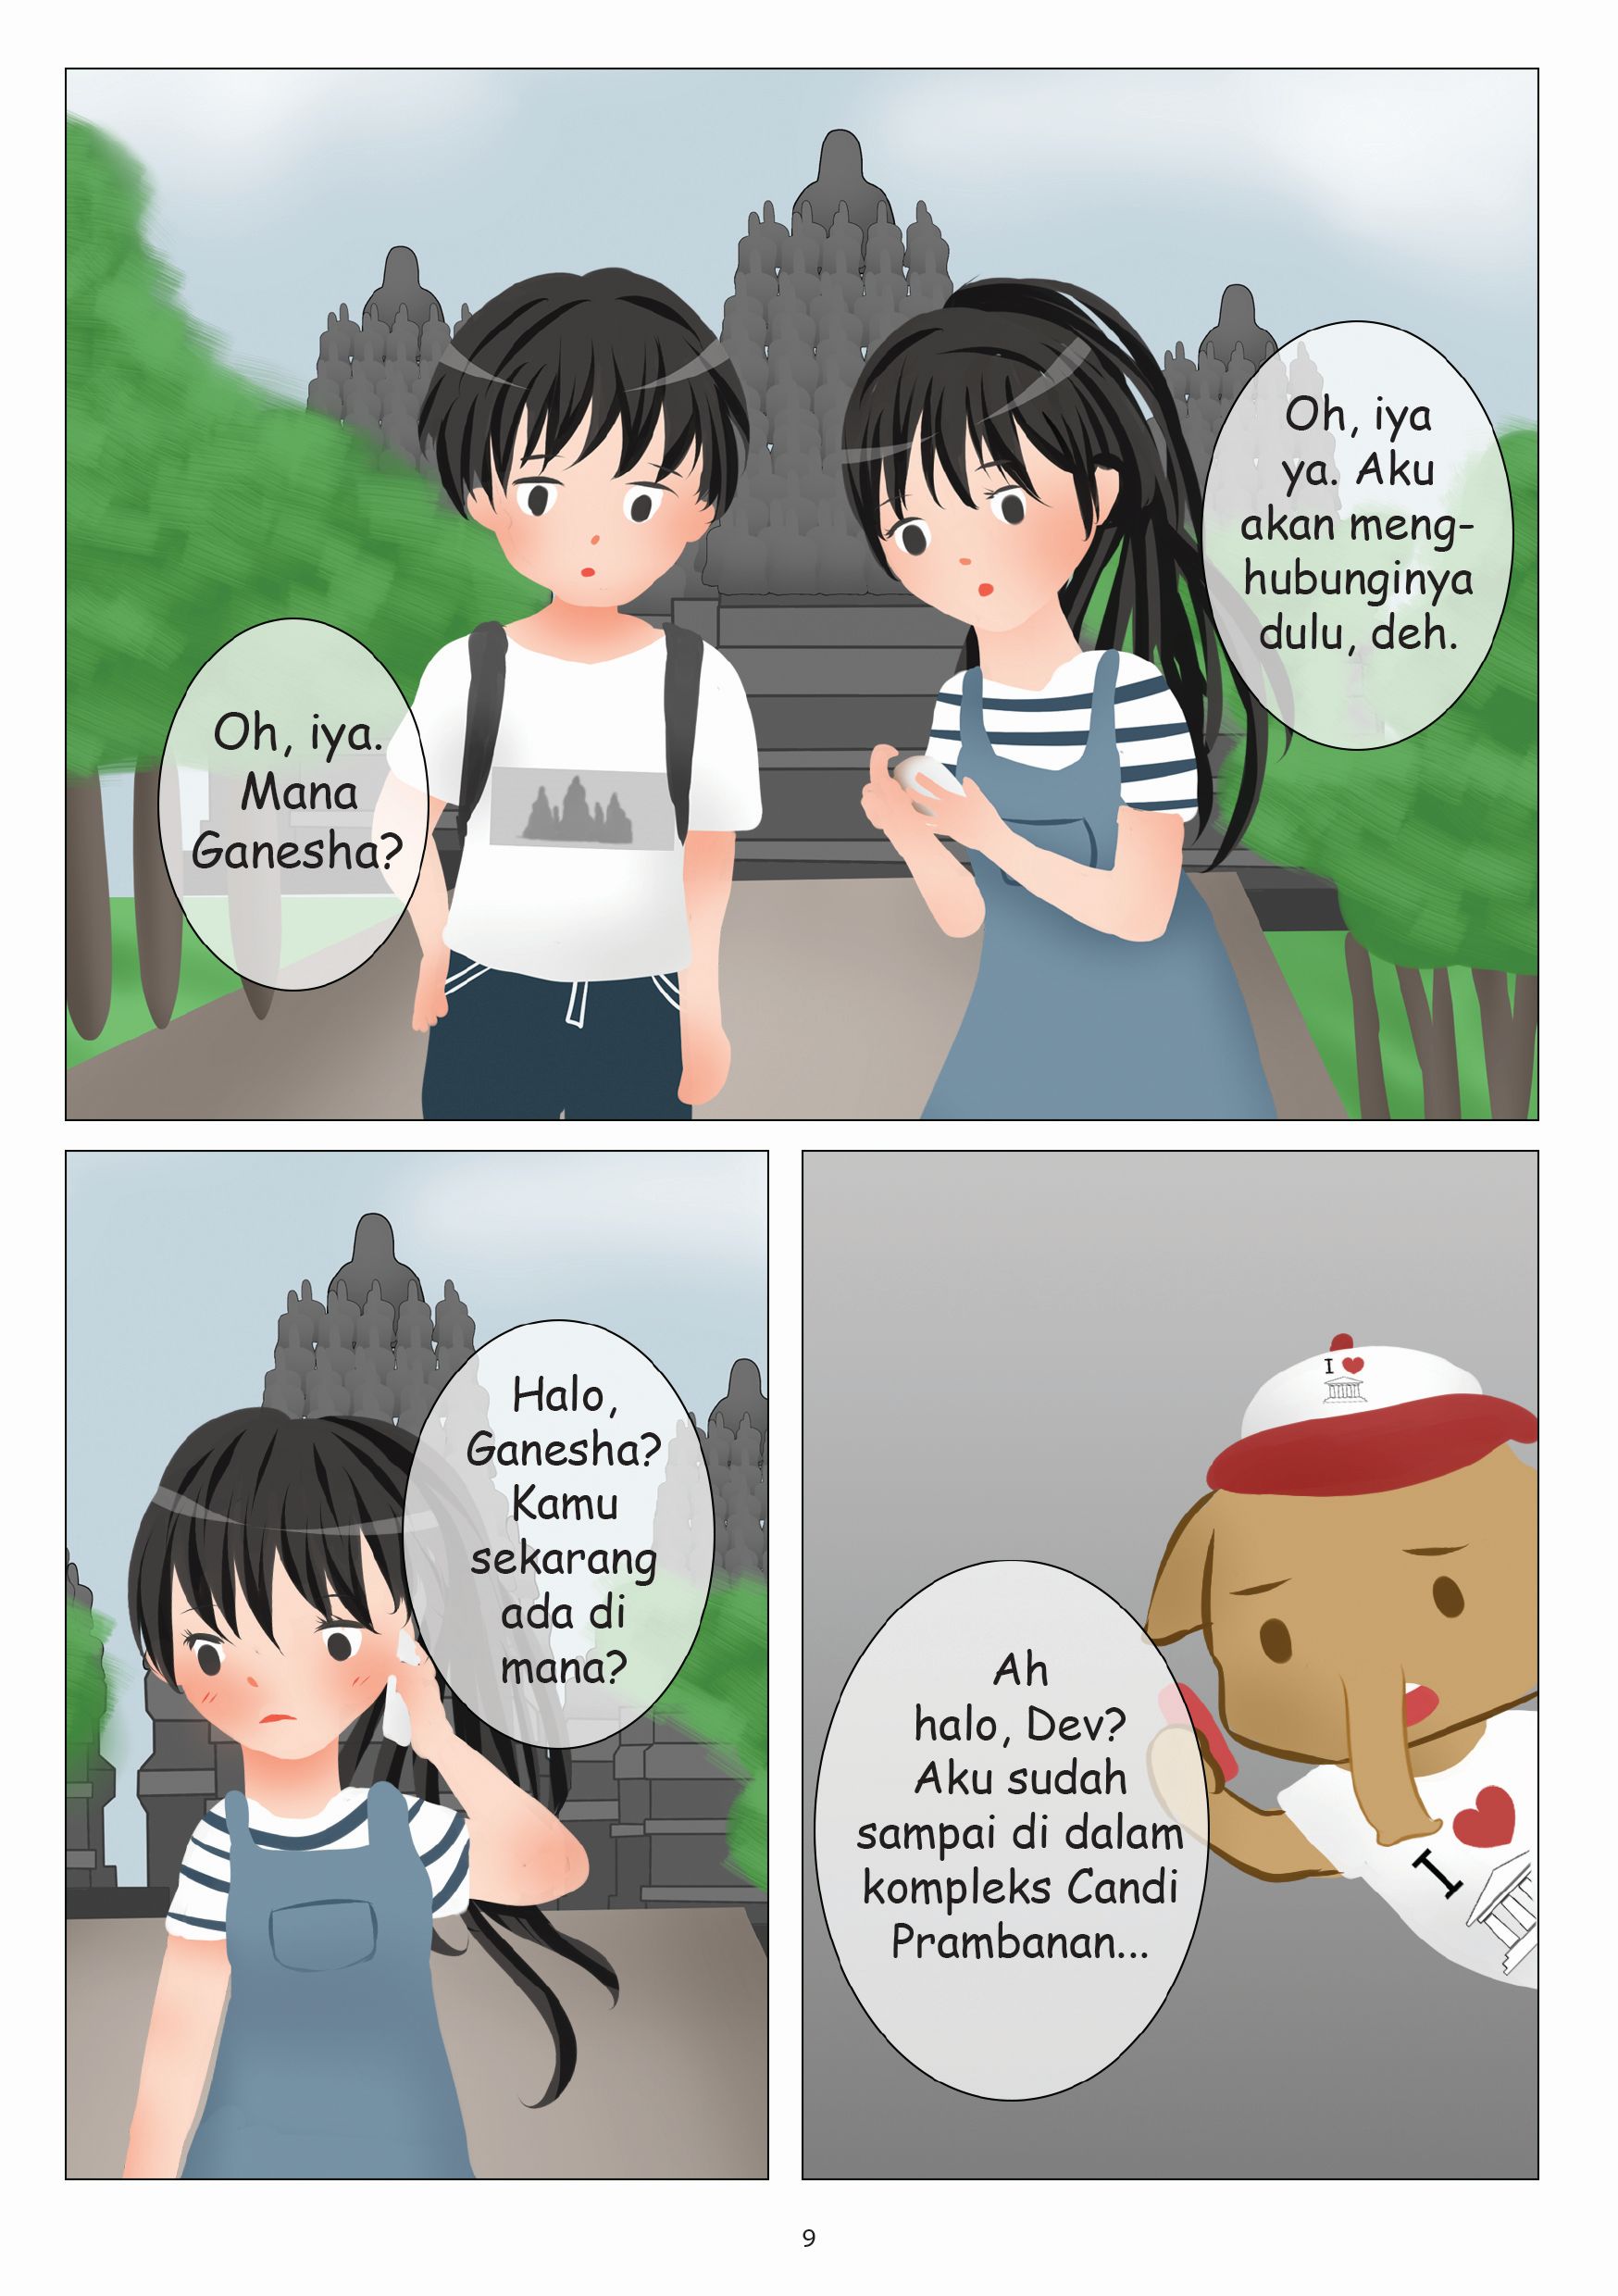 Oh, iya.
Mana
Ganesha?
Oh, iya
ya. Aku
akan meng-
hubunginya
dulu, deh.
Halo,
Ganesha?
Kamu
sekarang
ada di
mana?
Ah
halo, Dev?
Aku sudah
sampai di dalam
kompleks Candi
Prambanan...
I
I
9